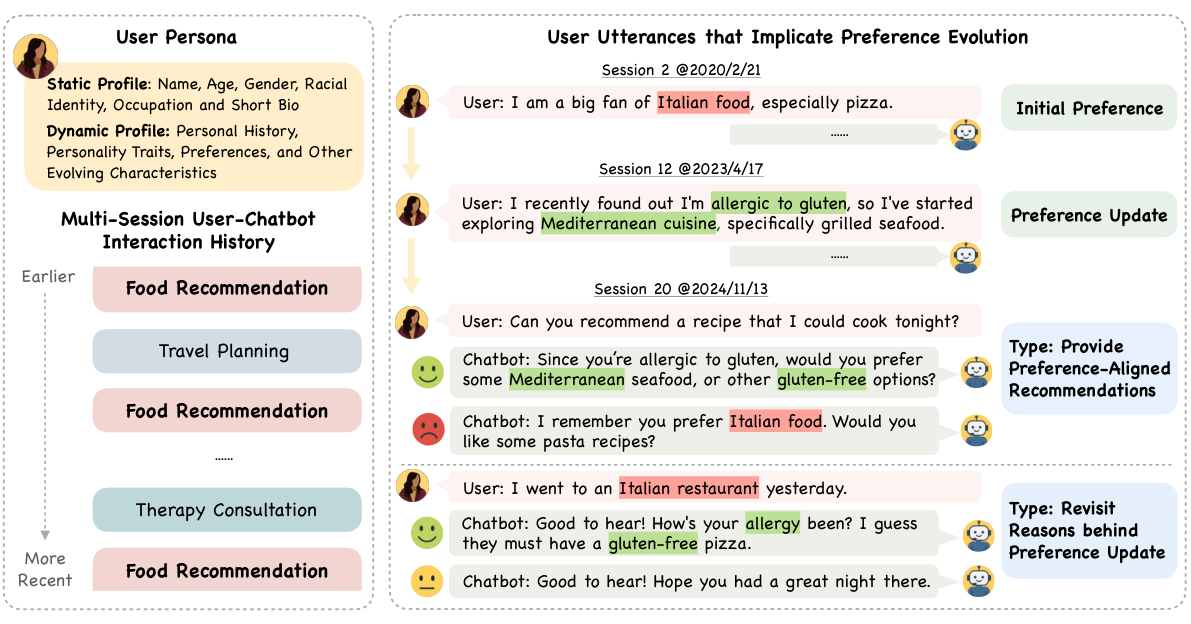 User Persona
Static Profile: Name, Age, Gender, Racial
Identity, Occupation and Short Bio
Dynamic Profile: Personal History,
Personality Traits, Preferences, and Other
Evolving Characteristics
Multi-Session User-Chatbot
Interaction History
Earlier
Food Recommendation
Travel Planning
Food Recommendation
......
Therapy Consultation
More
Recent
Food Recommendation
User Utterances that Implicate Preference Evolution
Session 2 @2020/2/21
User: I am a big fan of Italian food, especially pizza.
Initial Preference
......
Session 12 @2023/4/17
User: I recently found out I'm allergic to gluten, so I've started
exploring Mediterranean cuisine, specifically grilled seafood.
Preference Update
......
Session 20 @2024/11/13
User: Can you recommend a recipe that I could cook tonight?
Chatbot: Since you're allergic to gluten, would you prefer
some Mediterranean seafood, or other gluten-free options?
Chatbot: I remember you prefer Italian food. Would you
like some pasta recipes?
Type: Provide
Preference-Aligned
Recommendations
User: I went to an Italian restaurant yesterday.
Chatbot: Good to hear! How's your allergy been? I guess
they must have a gluten-free pizza.
Chatbot: Good to hear! Hope you had a great night there.
Type: Revisit
Reasons behind
Preference Update